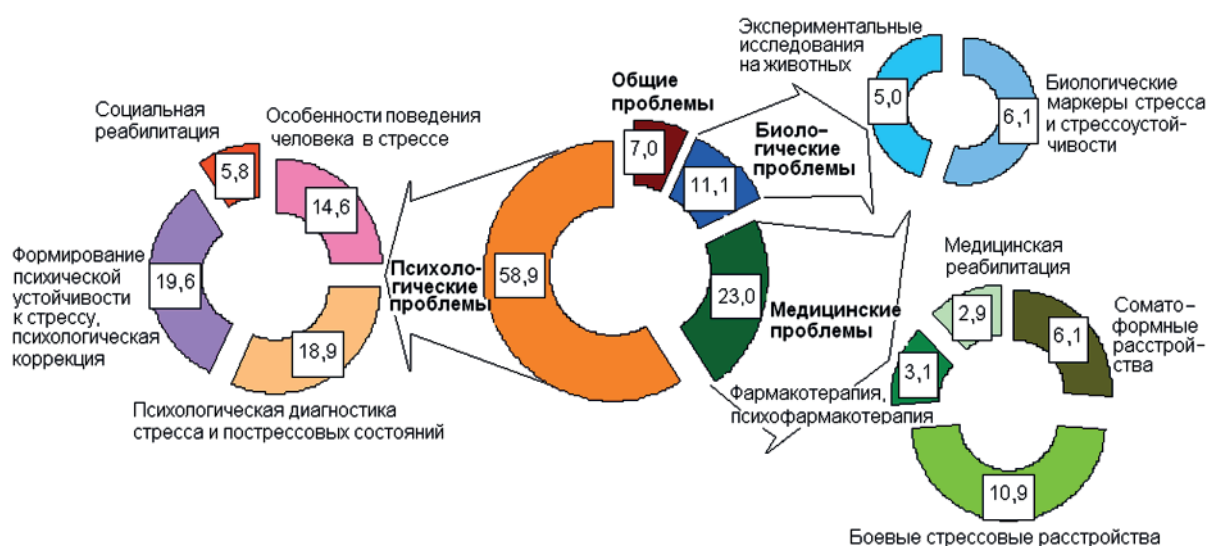 Социальная
реабилитация
5,8
Особенности поведения
человека в стрессе
14,6
Формирование
психической
устойчивости
к стрессу,
психологическая
коррекция
19,6
18,9
Психологическая диагностика
стресса и пострессовых состояний
Психоло-
гические
проблемы
58,9
Общие
проблемы
7,0
Биоло-
гические
проблемы
11,1
23,0
Медицинские
проблемы
Экспериментальные
исследования
на животных
5,0
6,1
Биологические
маркеры стресса
и стрессоустой-
чивости
Медицинская
реабилитация
2,9
6,1
Сомато-
формные
расстрой-
ства
3,1
Фармакотерапия,
психофармакотерапия
10,9
Боевые стрессовые расстройства